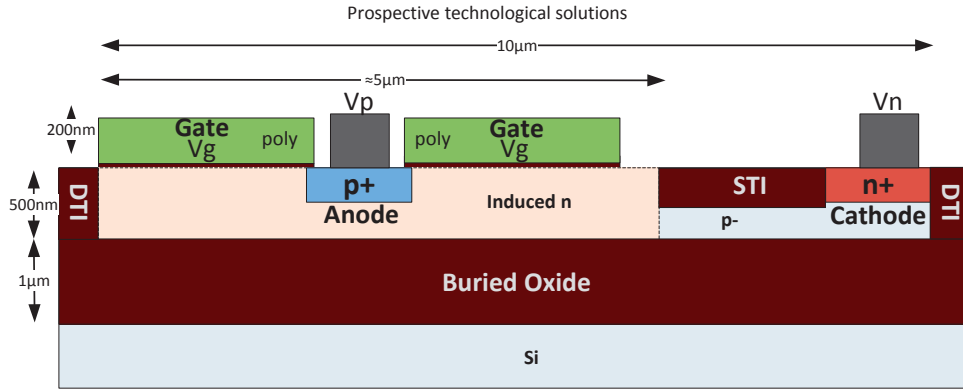 Prospective technological solutions
10μm
≈5μm
Vp
Vn
200nm
Gate
Vg
poly
poly
Gate
Vg
DTI
500nm
p+
Anode
Induced n
STI
p-
n+
Cathode
DTI
1μm
Buried Oxide
Si